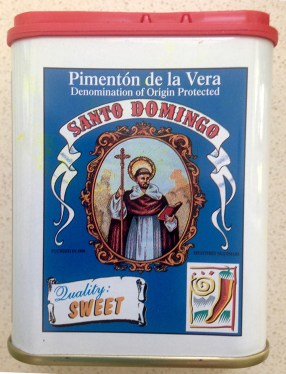 Pimentón de la Vera
Denomination of Origin Protected
SANTO DOMINGO
Quality:
SWEET